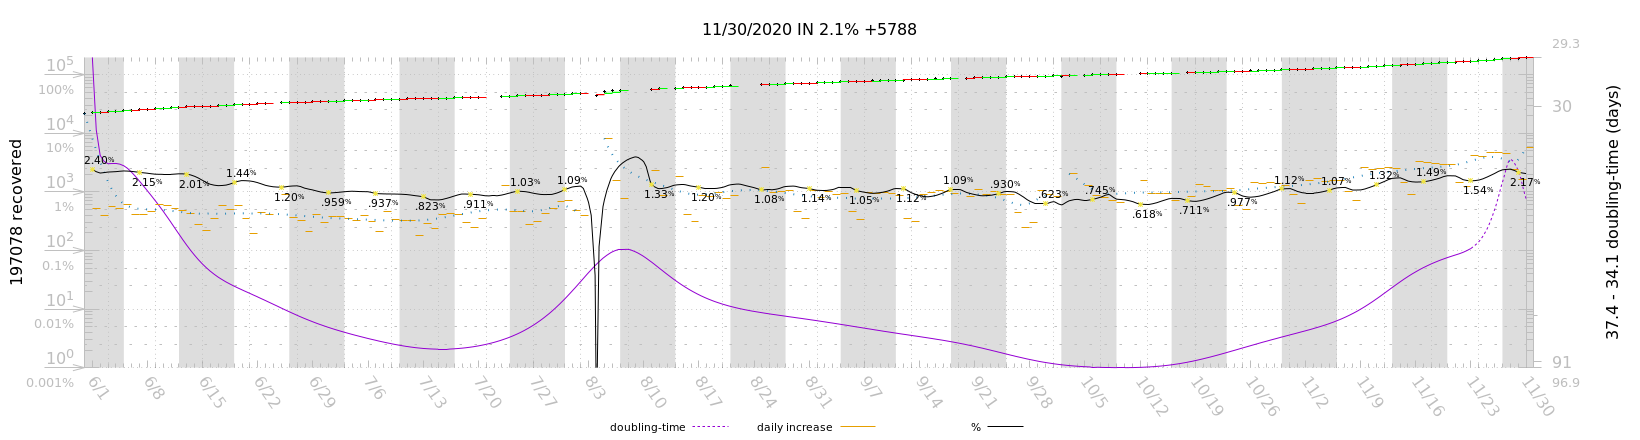 11/30/2020 IN 2.1% +5788
29.3
10^5
100%
30
10^4
10%
2.40% 2.15% 2.01% 1.44% 1.20% .959% .937% .823% .911% 1.03% 1.09% 1.33% 1.20% 1.08% 1.14% 1.05% 1.12% 1.09% .930% .623% .745% .618% .711% .977% 1.12% 1.07% 1.32% 1.49% 1.54% 2.17%
10^3
1%
10^2
0.1%
10^1
0.01%
10^0
91
0.001%
96.9
197078 recovered
37.4 - 34.1 doubling-time (days)
6/1 6/8 6/15 6/22 6/29 7/6 7/13 7/20 7/27 8/3 8/10 8/17 8/24 8/31 9/7 9/14 9/21 9/28 10/5 10/12 10/19 10/26 11/2 11/9 11/16 11/23 11/30
doubling-time daily increase %